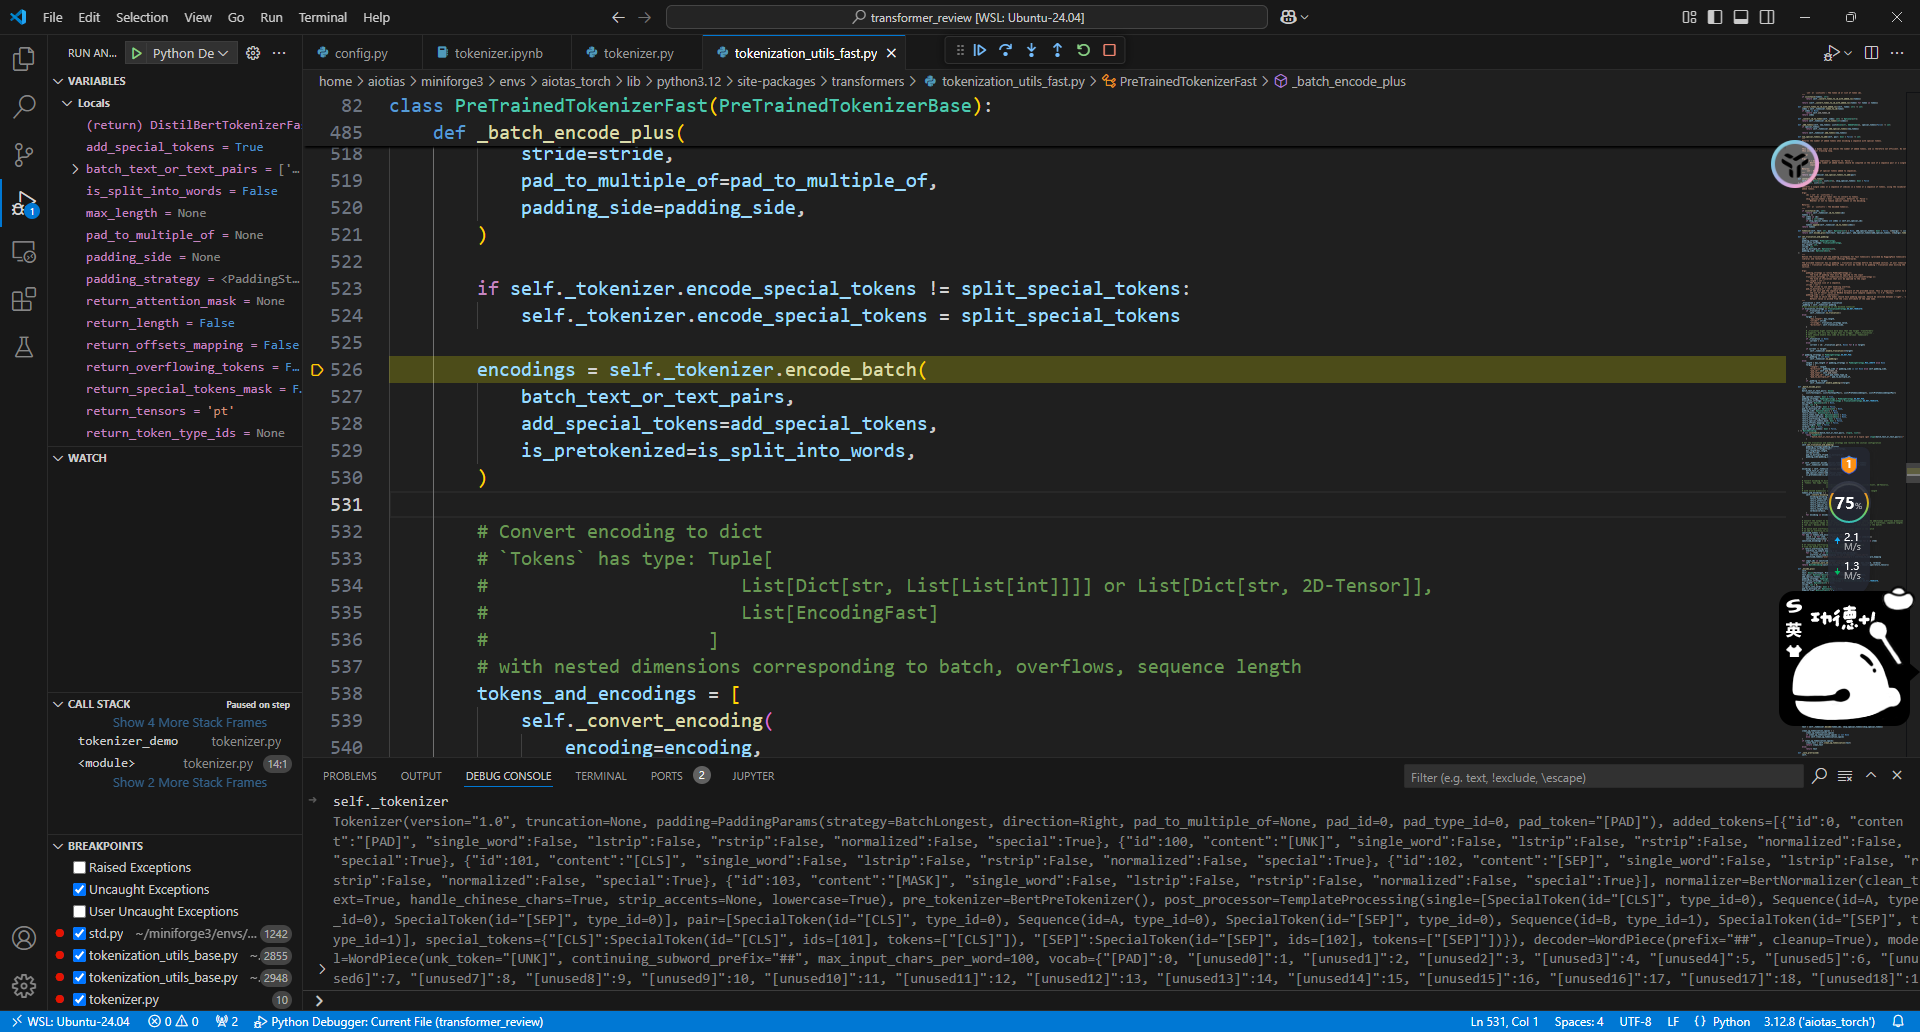 File Edit Selection View Go Run Terminal Help
transformer_review [WSL: Ubuntu-24.04]
RUN AN... Python De
config.py tokenizer.ipynb tokenizer.py tokenization_utils_fast.py
home > aiotias > miniforge3 > envs > aiotas_torch > lib > python3.12 > site-packages > transformers > tokenization_utils_fast.py > PreTrainedTokenizerFast > _batch_encode_plus
VARIABLES
Locals
(return) DistilBertTokenizerFa
add_special_tokens = True
batch_text_or_text_pairs = ['…
is_split_into_words = False
max_length = None
pad_to_multiple_of = None
padding_side = None
padding_strategy = <PaddingSt…
return_attention_mask = None
return_length = False
return_offsets_mapping = False
return_overflowing_tokens = F…
return_special_tokens_mask = F.
return_tensors = 'pt'
return_token_type_ids = None
WATCH
CALL STACK Paused on step
Show 4 More Stack Frames
tokenizer_demo tokenizer.py
<module> tokenizer.py 14:1
Show 2 More Stack Frames
BREAKPOINTS
Raised Exceptions
Uncaught Exceptions
User Uncaught Exceptions
std.py ~/miniforge3/envs/... 1242
tokenization_utils_base.py ~. 2855
tokenization_utils_base.py ~. 2948
tokenizer.py 10
1
82 class PreTrainedTokenizerFast(PreTrainedTokenizerBase):
485 def _batch_encode_plus(
518 stride=stride,
519 pad_to_multiple_of=pad_to_multiple_of,
520 padding_side=padding_side,
521 )
522
523 if self._tokenizer.encode_special_tokens != split_special_tokens:
524 self._tokenizer.encode_special_tokens = split_special_tokens
525
526 encodings = self._tokenizer.encode_batch(
527 batch_text_or_text_pairs,
528 add_special_tokens=add_special_tokens,
529 is_pretokenized=is_split_into_words,
530 )
531
532 # Convert encoding to dict
533 # `Tokens` has type: Tuple[
534 # List[Dict[str, List[List[int]]]] or List[Dict[str, 2D-Tensor]],
535 # List[EncodingFast]
536 # ]
537 # with nested dimensions corresponding to batch, overflows, sequence length
538 tokens_and_encodings = [
539 self._convert_encoding(
540 encoding=encoding,
1
75%
2.1 M/s
1.3 M/s
英
功德+1
PROBLEMS OUTPUT DEBUG CONSOLE TERMINAL PORTS 2 JUPYTER
Filter (e.g. text, !exclude, \escape)
self._tokenizer
Tokenizer(version="1.0", truncation=None, padding=PaddingParams(strategy=BatchLongest, direction=Right, pad_to_multiple_of=None, pad_id=0, pad_type_id=0, pad_token="[PAD]"), added_tokens=[{"id":0, "conten
t":"[PAD]", "single_word":False, "lstrip":False, "rstrip":False, "normalized":False, "special":True}, {"id":100, "content":"[UNK]", "single_word":False, "lstrip":False, "rstrip":False, "normalized":False,
"special":True}, {"id":101, "content":"[CLS]", "single_word":False, "lstrip":False, "rstrip":False, "normalized":False, "special":True}, {"id":102, "content":"[SEP]", "single_word":False, "lstrip":False, "r
strip":False, "normalized":False, "special":True}, {"id":103, "content":"[MASK]", "single_word":False, "lstrip":False, "rstrip":False, "normalized":False, "special":True}], normalizer=BertNormalizer(clean_t
ext=True, handle_chinese_chars=True, strip_accents=None, lowercase=True), pre_tokenizer=BertPreTokenizer(), post_processor=TemplateProcessing(single=[SpecialToken(id="[CLS]", type_id=0), Sequence(id=A, type
_id=0), SpecialToken(id="[SEP]", type_id=0)], pair=[SpecialToken(id="[CLS]", type_id=0), Sequence(id=A, type_id=0), SpecialToken(id="[SEP]", type_id=0), Sequence(id=B, type_id=1), SpecialToken(id="[SEP]",
type_id=1)], special_tokens={"[CLS]":SpecialToken(id="[CLS]", ids=[101], tokens=["[CLS]"]), "[SEP]":SpecialToken(id="[SEP]", ids=[102], tokens=["[SEP]"])}), decoder=WordPiece(prefix="##", cleanup=True), mode
l=WordPiece(unk_token="[UNK]", continuing_subword_prefix="##", max_input_chars_per_word=100, vocab={"[PAD]":0, "[unused0]":1, "[unused1]":2, "[unused2]":3, "[unused3]":4, "[unused4]":5, "[unused5]":6, "[unu
sed6]":7, "[unused7]":8, "[unused8]":9, "[unused9]":10, "[unused10]":11, "[unused11]":12, "[unused12]":13, "[unused13]":14, "[unused14]":15, "[unused15]":16, "[unused16]":17, "[unused17]":18, "[unused18]":1
WSL: Ubuntu-24.04 0 0 2 Python Debugger: Current File (transformer_review) Ln 531, Col 1 Spaces: 4 UTF-8 LF {} Python 3.12.8 ('aiotas_torch')